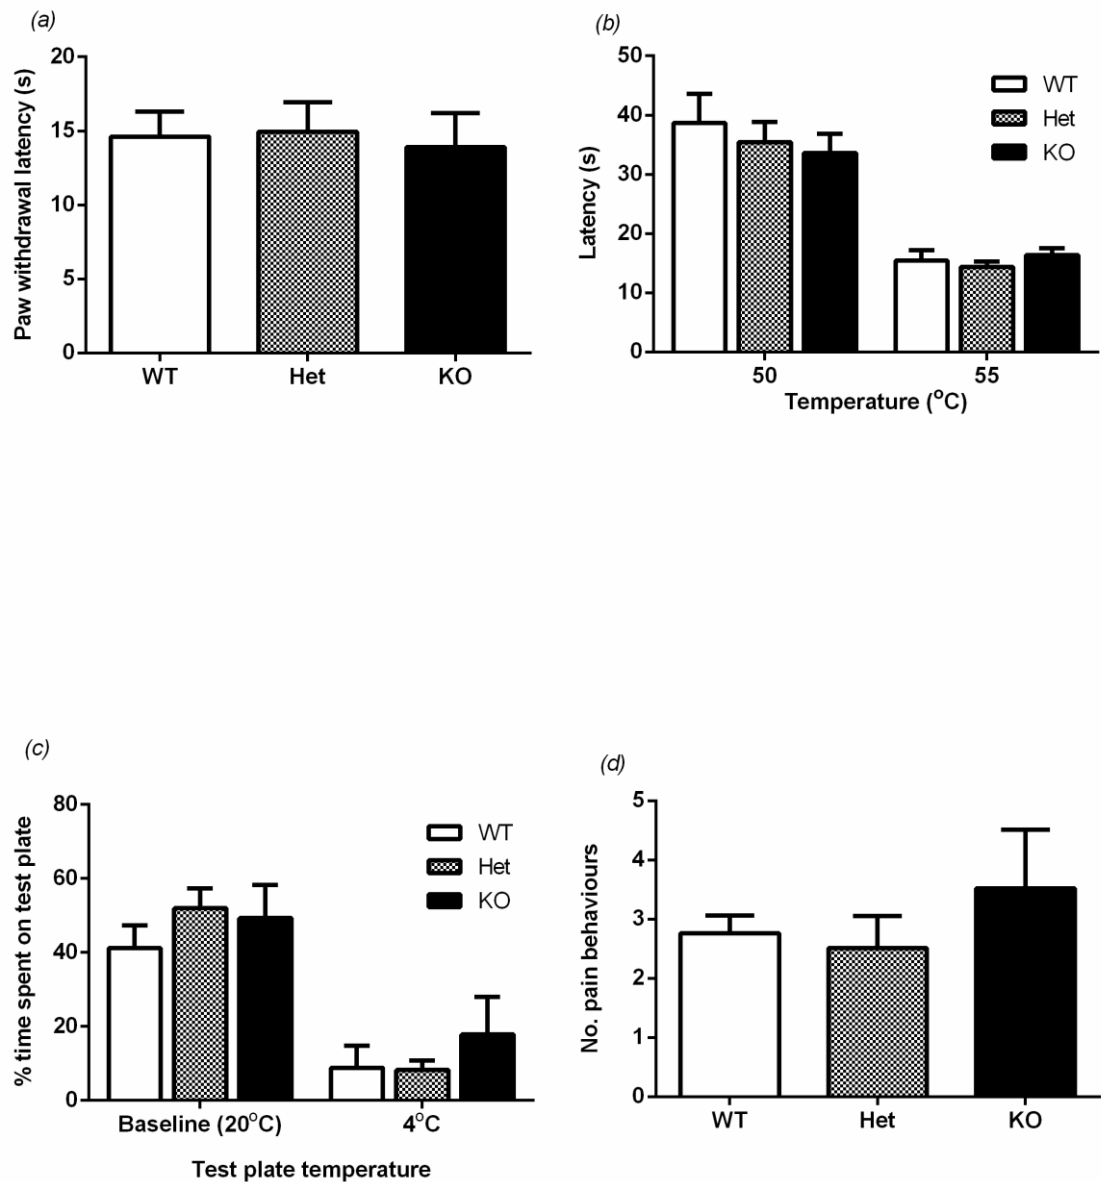 (a)
Paw withdrawal latency (s)
20
15
10
5
0
WT Het KO
(b)
Latency (s)
50
40
30
20
10
0
WT
Het
KO
50 55
Temperature (°C)
(c)
% time spent on test plate
80
60
40
20
0
WT
Het
KO
Baseline (20°C) 4°C
Test plate temperature
(d)
No. pain behaviours
5
4
3
2
1
0
WT Het KO